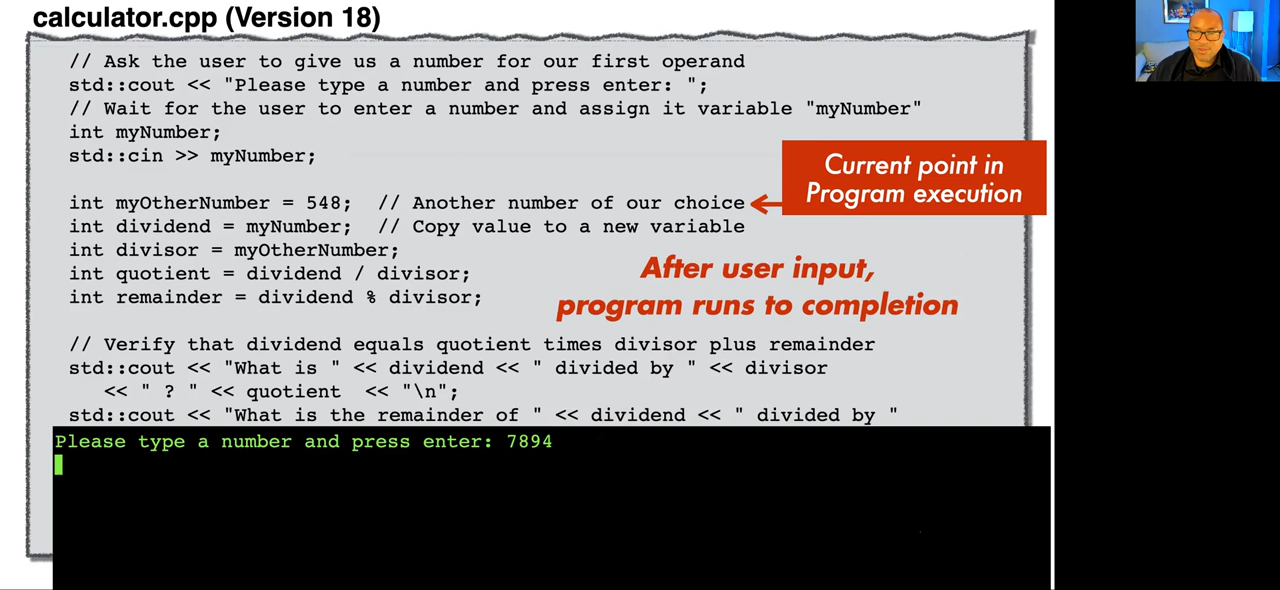 calculator.cpp (Version 18)
// Ask the user to give us a number for our first operand
std::cout << "Please type a number and press enter: ";
// Wait for the user to enter a number and assign it variable "myNumber"
int myNumber;
std::cin >> myNumber;
Current point in
Program execution
int myOtherNumber = 548;  // Another number of our choice
int dividend = myNumber;  // Copy value to a new variable
int divisor = myOtherNumber;
int quotient = dividend / divisor;
int remainder = dividend % divisor;
After user input,
program runs to completion
// Verify that dividend equals quotient times divisor plus remainder
std::cout << "What is " << dividend << " divided by " << divisor
   << " ? " << quotient  << "\n";
std::cout << "What is the remainder of " << dividend << " divided by "
Please type a number and press enter: 7894